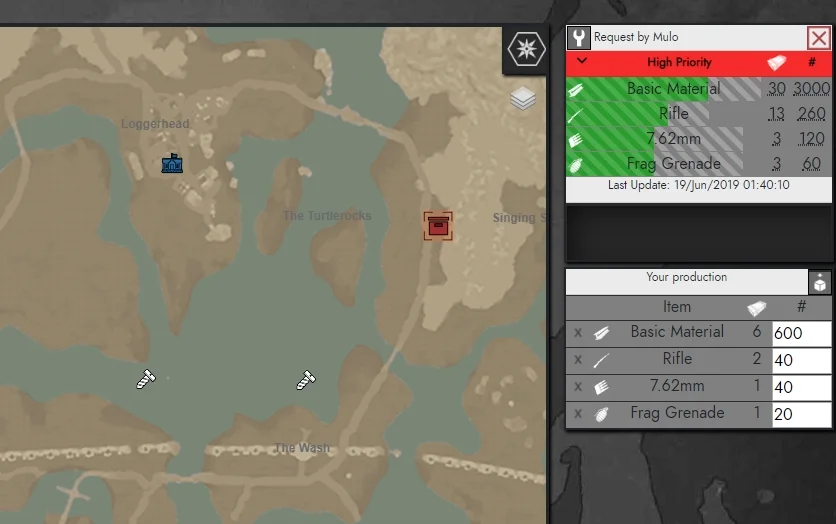 Loggerhead
The Turtlerocks
Singing S
The Wash
Request by Mulo
High Priority #
Basic Material 30 3000
Rifle 13 260
7.62mm 3 120
Frag Grenade 3 60
Last Update: 19/Jun/2019 01:40:10
Your production
Item #
x Basic Material 6 600
x Rifle 2 40
x 7.62mm 1 40
x Frag Grenade 1 20